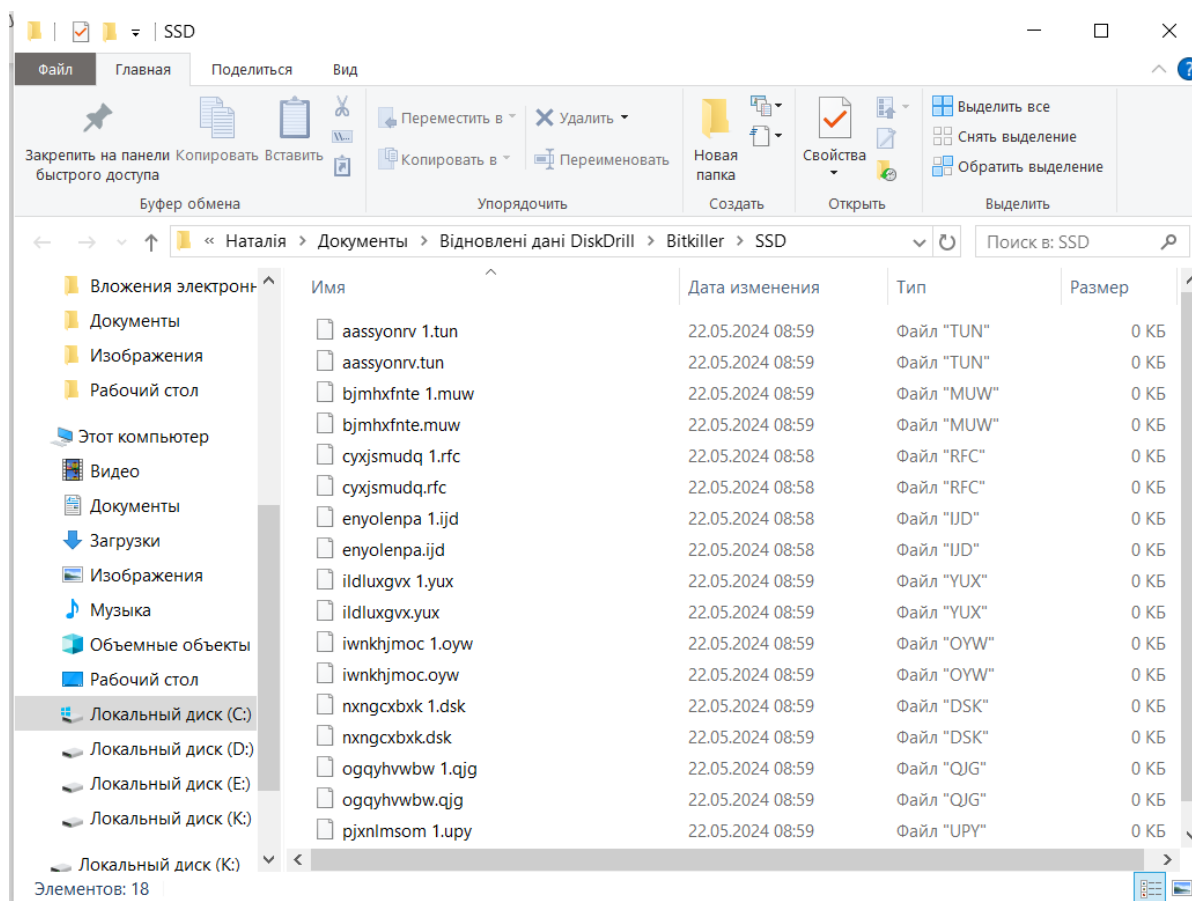 SSD
Файл Главная Поделиться Вид
Закрепить на панели быстрого доступа
Копировать
Вставить
Буфер обмена
Переместить в
Копировать в
Удалить
Переименовать
Упорядочить
Новая папка
Создать
Свойства
Открыть
Выделить все
Снять выделение
Обратить выделение
Выделить
« Наталія > Документы > Відновлені дані DiskDrill > Bitkiller > SSD
Поиск в: SSD
Вложения электронн
Документы
Изображения
Рабочий стол
Этот компьютер
Видео
Документы
Загрузки
Изображения
Музыка
Объемные объекты
Рабочий стол
Локальный диск (C:)
Локальный диск (D:)
Локальный диск (E:)
Локальный диск (K:)
Локальный диск (K:)
Имя Дата изменения Тип Размер
aassyonrv 1.tun 22.05.2024 08:59 Файл "TUN" 0 КБ
aassyonrv.tun 22.05.2024 08:59 Файл "TUN" 0 КБ
bjmhxfnte 1.muw 22.05.2024 08:59 Файл "MUW" 0 КБ
bjmhxfnte.muw 22.05.2024 08:59 Файл "MUW" 0 КБ
cyxjsmudq 1.rfc 22.05.2024 08:58 Файл "RFC" 0 КБ
cyxjsmudq.rfc 22.05.2024 08:58 Файл "RFC" 0 КБ
enyolenpa 1.ijd 22.05.2024 08:58 Файл "IJD" 0 КБ
enyolenpa.ijd 22.05.2024 08:58 Файл "IJD" 0 КБ
ildluxgvx 1.yux 22.05.2024 08:59 Файл "YUX" 0 КБ
ildluxgvx.yux 22.05.2024 08:59 Файл "YUX" 0 КБ
iwnkhjmoc 1.oyw 22.05.2024 08:59 Файл "OYW" 0 КБ
iwnkhjmoc.oyw 22.05.2024 08:59 Файл "OYW" 0 КБ
nxngcxbxk 1.dsk 22.05.2024 08:59 Файл "DSK" 0 КБ
nxngcxbxk.dsk 22.05.2024 08:59 Файл "DSK" 0 КБ
ogqyhvwbw 1.qjg 22.05.2024 08:59 Файл "QJG" 0 КБ
ogqyhvwbw.qjg 22.05.2024 08:59 Файл "QJG" 0 КБ
pjxnlmsom 1.upy 22.05.2024 08:59 Файл "UPY" 0 КБ
Элементов: 18